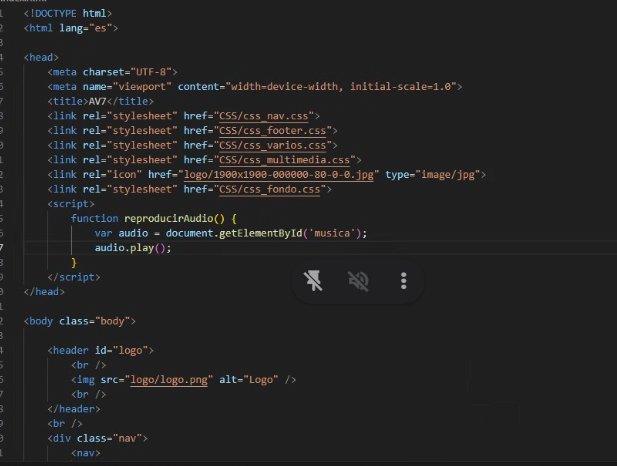 <!DOCTYPE html>
<html lang="es">
<head>
<meta charset="UTF-8">
<meta name="viewport" content="width=device-width, initial-scale=1.0">
<title>AV7</title>
<link rel="stylesheet" href="CSS/css_nav.css">
<link rel="stylesheet" href="CSS/css_footer.css">
<link rel="stylesheet" href="CSS/css_varios.css">
<link rel="stylesheet" href="CSS/css_multimedia.css">
<link rel="icon" href="logo/1900x1900-000000-80-0-0.jpg" type="image/jpg">
<link rel="stylesheet" href="CSS/css_fondo.css">
<script>
function reproducirAudio() {
var audio = document.getElementById('musica');
audio.play();
}
</script>
</head>
<body class="body">
<header id="logo">
<br />
<img src="logo/logo.png" alt="Logo" />
<br />
</header>
<br />
<div class="nav">
<nav>